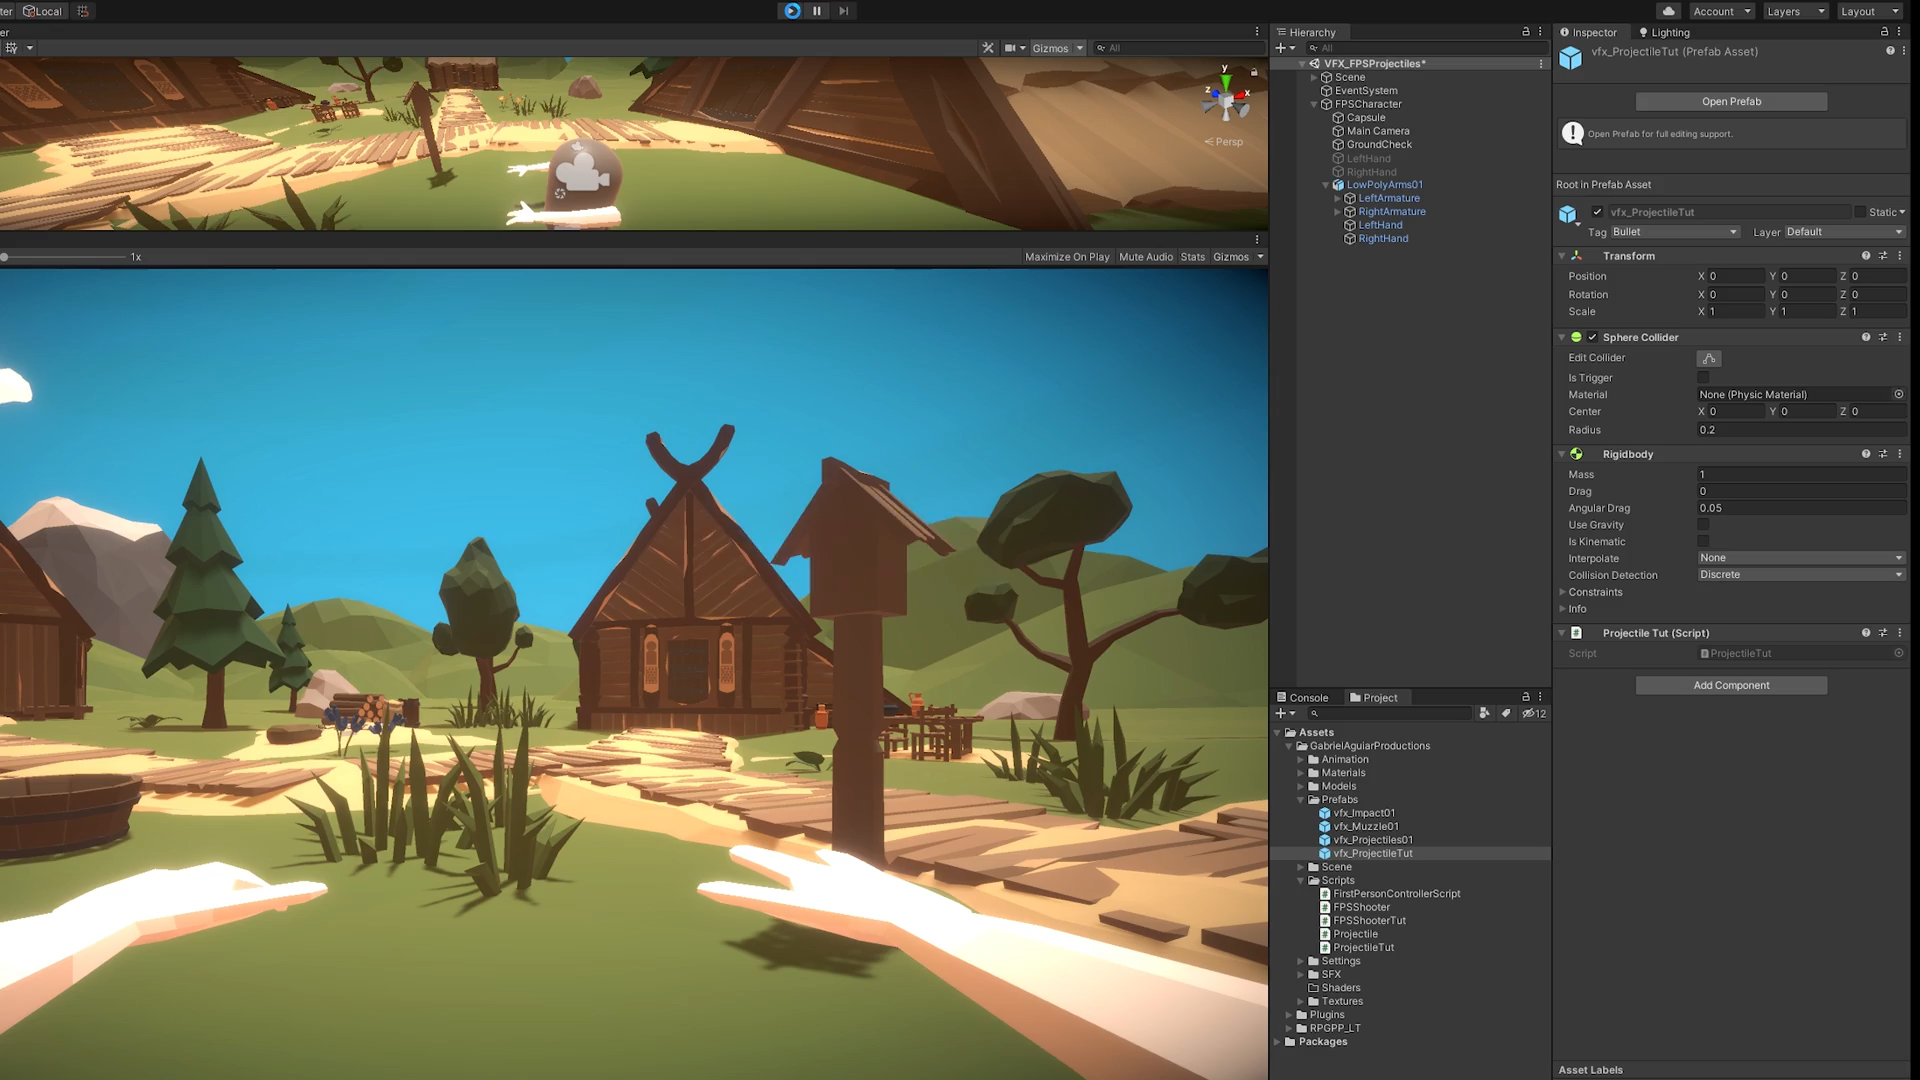 ter Local
Account Layers Layout
er
Gizmos All
y
z x
Persp
1x Maximize On Play Mute Audio Stats Gizmos
Hierarchy
All
VFX_FPSProjectiles*
Scene
EventSystem
FPSCharacter
Capsule
Main Camera
GroundCheck
LeftHand
RightHand
LowPolyArms01
LeftArmature
RightArmature
LeftHand
RightHand
Console Project
12
Assets
GabrielAguiarProductions
Animation
Materials
Models
Prefabs
vfx_Impact01
vfx_Muzzle01
vfx_Projectiles01
vfx_ProjectileTut
Scene
Scripts
FirstPersonControllerScript
FPSShooter
FPSShooterTut
Projectile
ProjectileTut
Settings
SFX
Shaders
Textures
Plugins
RPGPP_LT
Packages
Inspector Lighting
vfx_ProjectileTut (Prefab Asset)
Open Prefab
Open Prefab for full editing support.
Root in Prefab Asset
vfx_ProjectileTut Static
Tag Bullet Layer Default
Transform
Position X 0 Y 0 Z 0
Rotation X 0 Y 0 Z 0
Scale X 1 Y 1 Z 1
Sphere Collider
Edit Collider
Is Trigger
Material None (Physic Material)
Center X 0 Y 0 Z 0
Radius 0.2
Rigidbody
Mass 1
Drag 0
Angular Drag 0.05
Use Gravity
Is Kinematic
Interpolate None
Collision Detection Discrete
Constraints
Info
# Projectile Tut (Script)
Script ProjectileTut
Add Component
Asset Labels